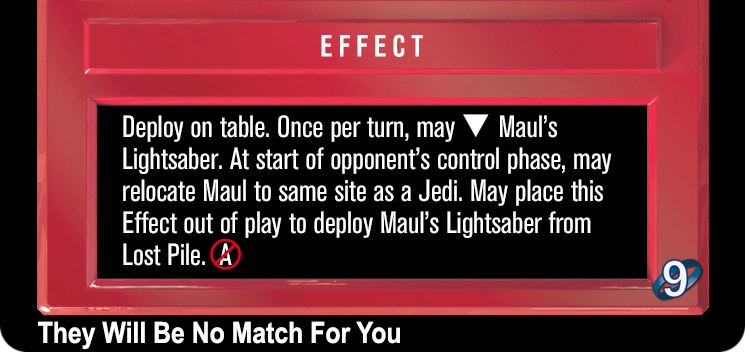 EFFECT
Deploy on table. Once per turn, may ▼ Maul's
Lightsaber. At start of opponent's control phase, may
relocate Maul to same site as a Jedi. May place this
Effect out of play to deploy Maul's Lightsaber from
Lost Pile. A
9
They Will Be No Match For You